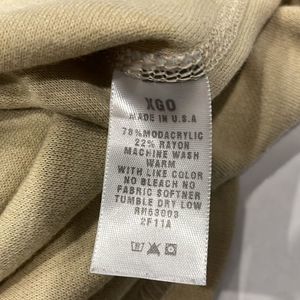 XGO
MADE IN U.S.A
78%MODACRYLIC
22% RAYON
MACHINE WASH
WARM
WITH LIKE COLOR
NO BLEACH NO
FABRIC SOFTNER
TUMBLE DRY LOW
RN63003
2F11A